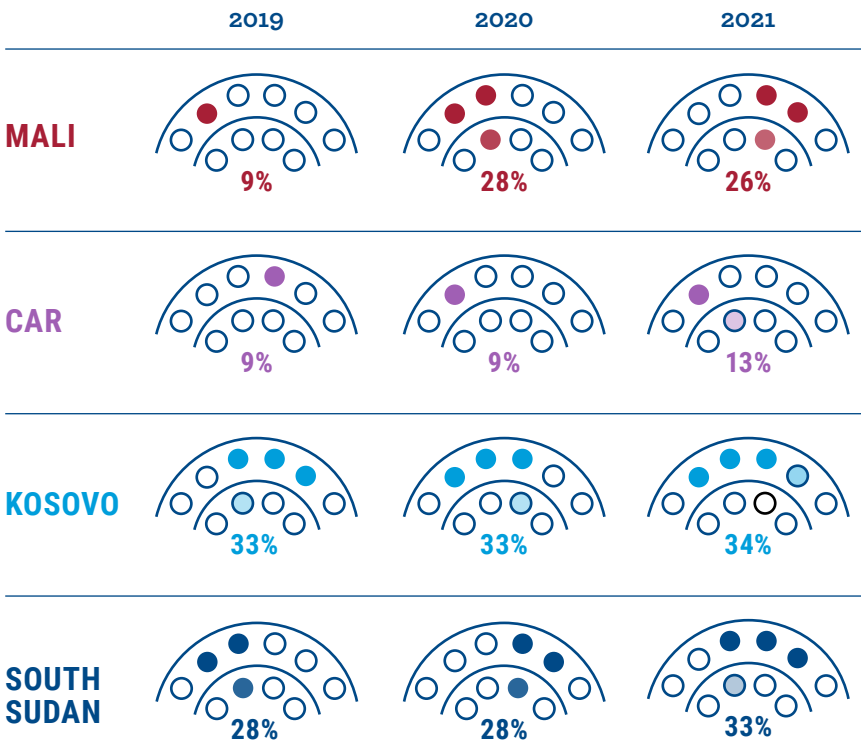 2019 2020 2021
MALI
9% 28% 26%
CAR
9% 9% 13%
KOSOVO
33% 33% 34%
SOUTH
SUDAN
28% 28% 33%